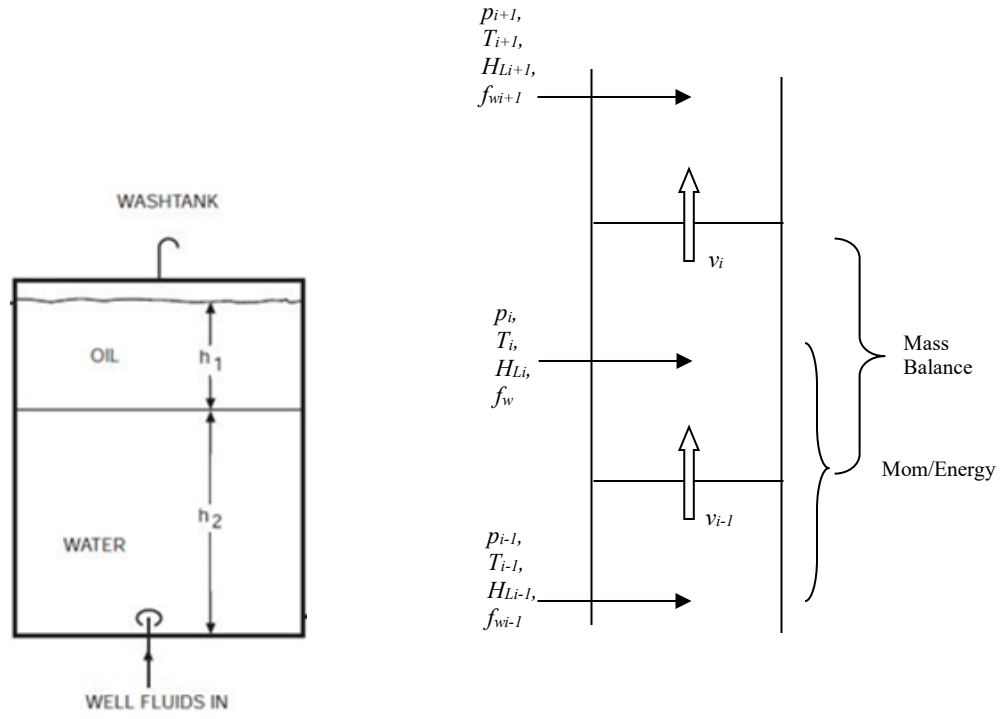 WASHTANK
OIL
h1
h2
WATER
WELL FLUIDS IN
pi+1,
Ti+1,
HLi+1,
fwi+1
vi
pi,
Ti,
HLi,
fw
Mass
Balance
Mom/Energy
vi-1
pi-1,
Ti-1,
HLi-1,
fwi-1